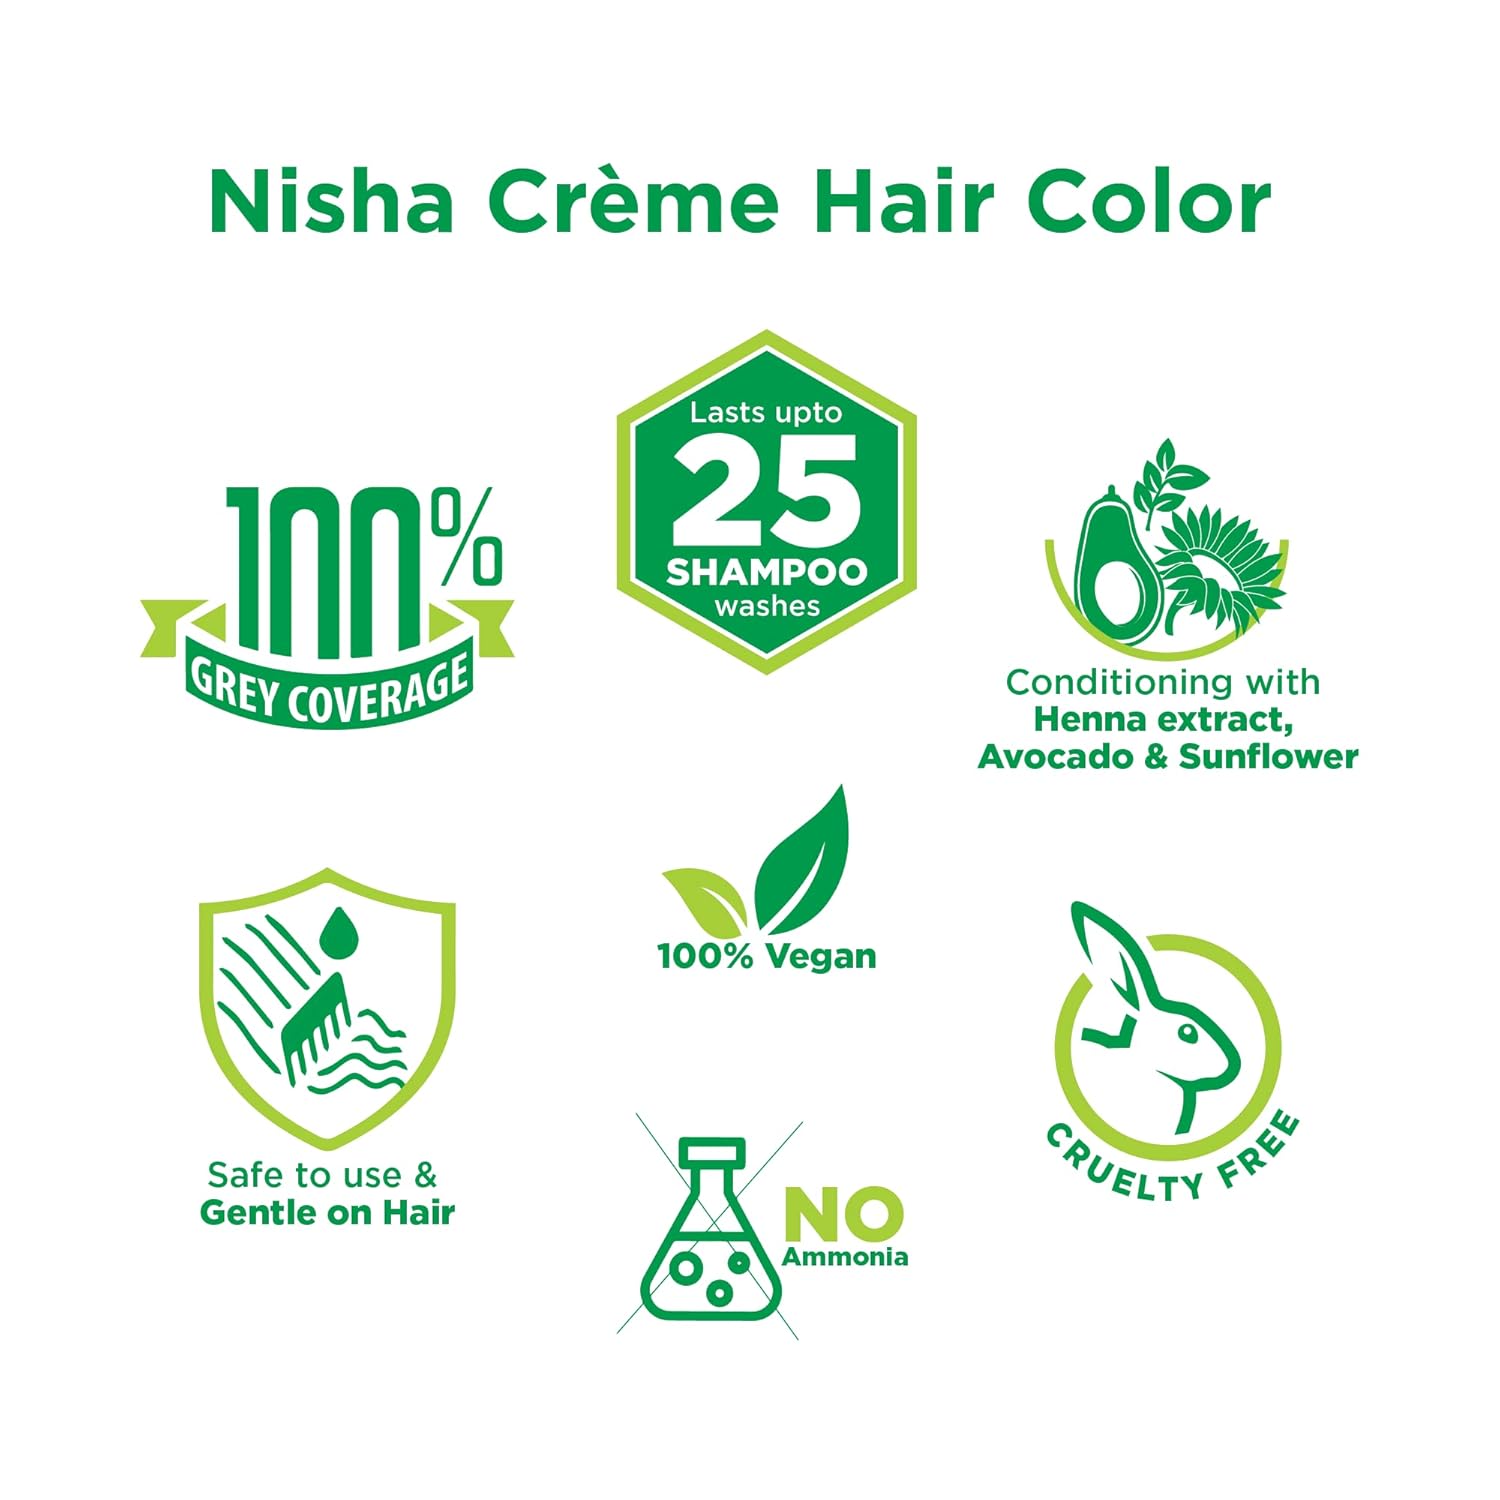 Nisha Crème Hair Color
100%
GREY COVERAGE
Lasts upto
25
SHAMPOO
washes
Conditioning with
Henna extract,
Avocado & Sunflower
Safe to use &
Gentle on Hair
100% Vegan
NO
Ammonia
CRUELTY FREE